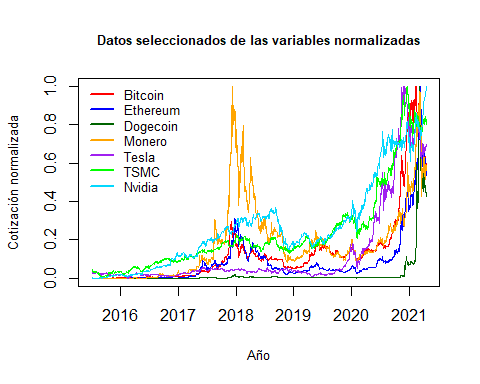 Datos seleccionados de las variables normalizadas
Cotización normalizada
1.0
0.8
0.6
0.4
0.2
0.0
Bitcoin
Ethereum
Dogecoin
Monero
Tesla
TSMC
Nvidia
2016 2017 2018 2019 2020 2021
Año